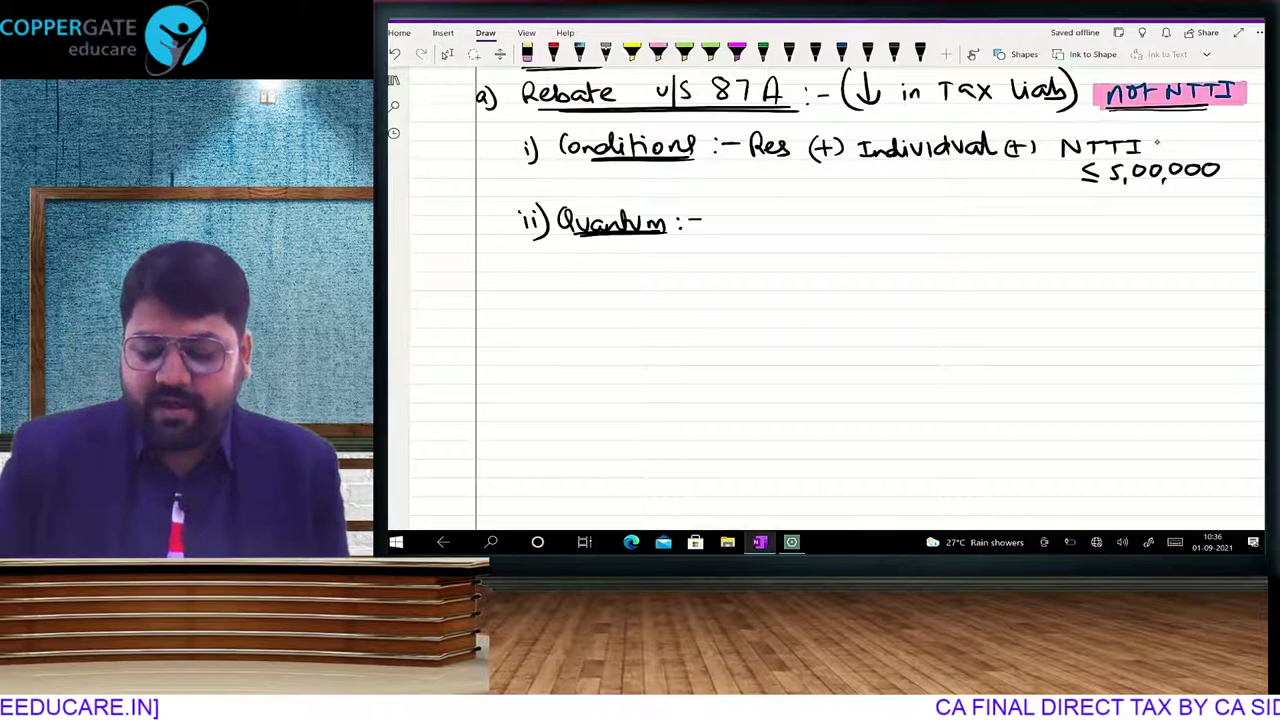 COPPERGATE
educare
Home Insert Draw View Help
Saved offline Share
Shapes Ink to Shape Ink to Text
a) Rebate u/s 87A :- (↓ in Tax liab) not NTTI
i) Conditions :- Res (+) Individual (+) NTTI
≤ 5,00,000
ii) Quantum :-
27°C Rain showers
10:36
01-09-2021
EEDUCARE.IN]
CA FINAL DIRECT TAX BY CA SID